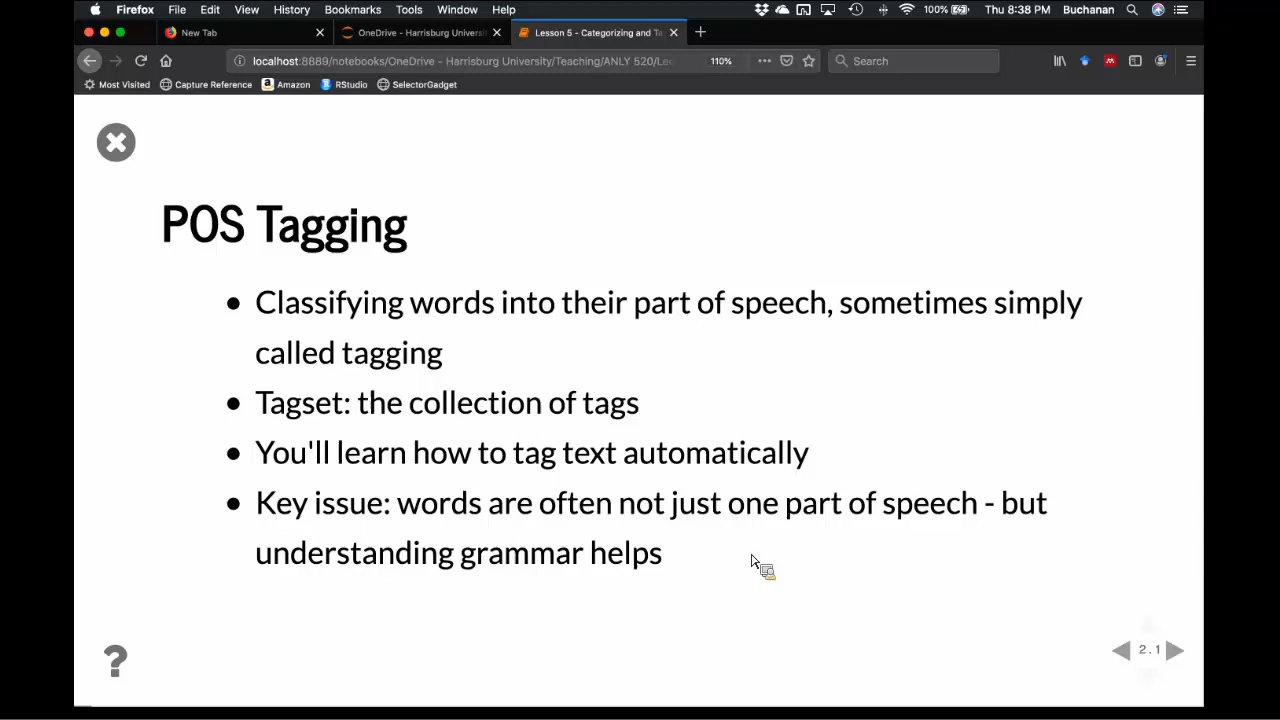 Firefox File Edit View History Bookmarks Tools Window Help 100% Thu 8:38 PM Buchanan
New Tab OneDrive - Harrisburg Universi Lesson 5 - Categorizing and Ta
localhost:8889/notebooks/OneDrive - Harrisburg University/Teaching/ANLY 520/Le 110% Search
Most Visited Capture Reference Amazon RStudio SelectorGadget
POS Tagging
• Classifying words into their part of speech, sometimes simply
called tagging
• Tagset: the collection of tags
• You'll learn how to tag text automatically
• Key issue: words are often not just one part of speech - but
understanding grammar helps
?
2.1